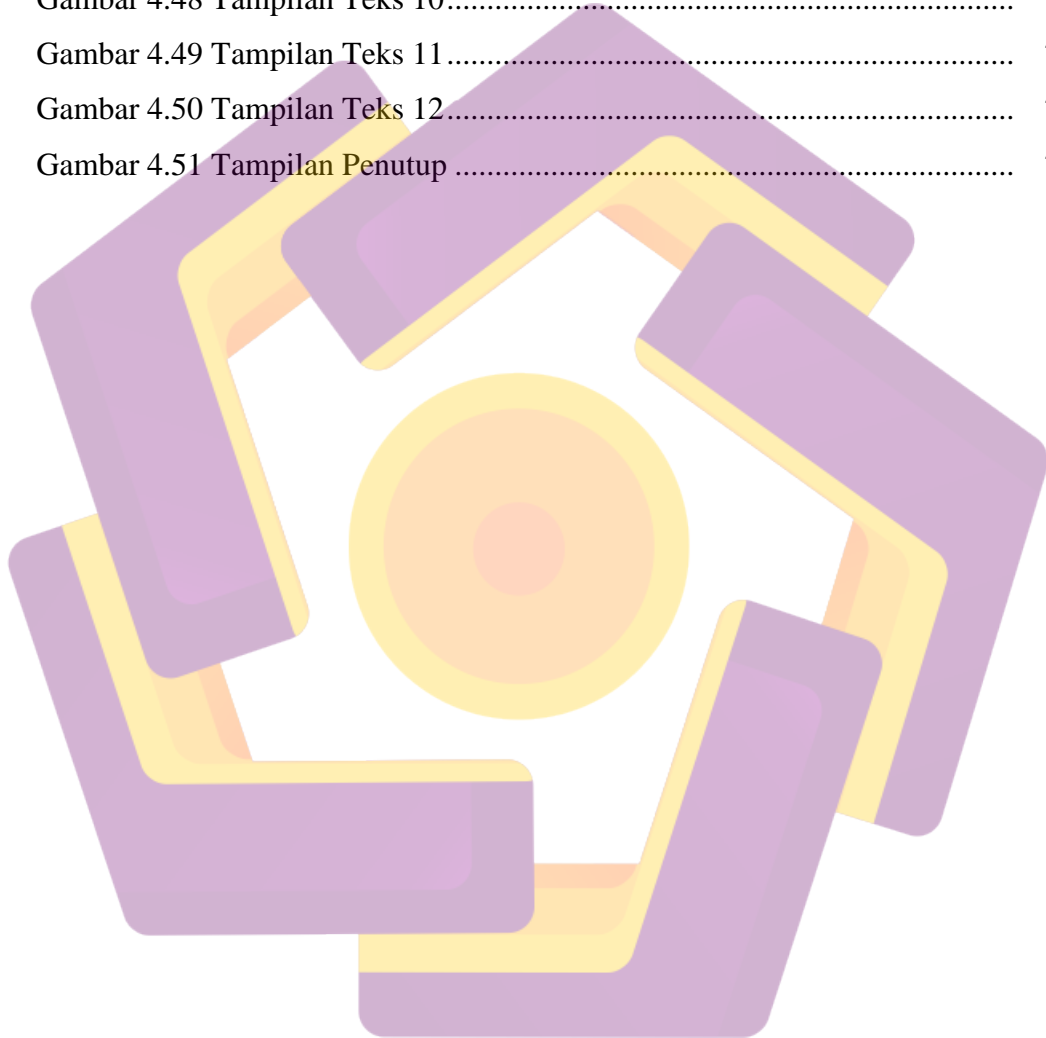 Gambar 4.48 Tampilan Teks 10........................................................................
Gambar 4.49 Tampilan Teks 11........................................................................
Gambar 4.50 Tampilan Teks 12........................................................................
Gambar 4.51 Tampilan Penutup .......................................................................